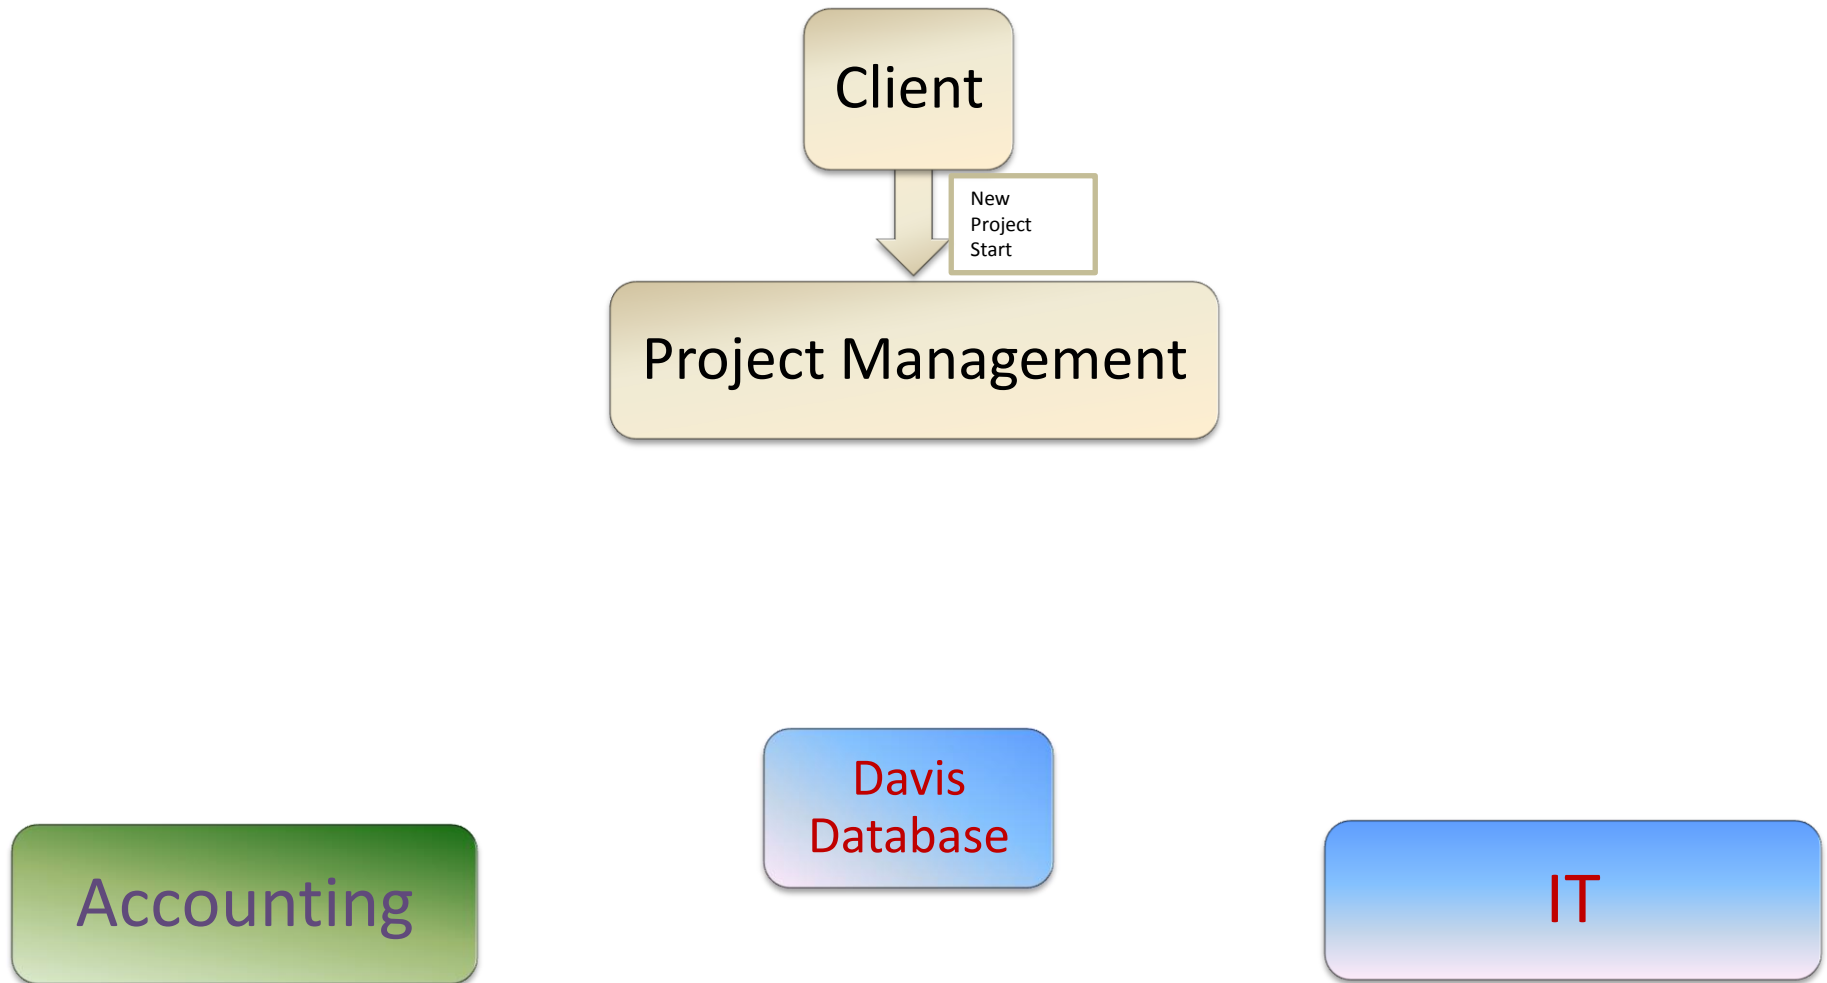 Client
New
Project
Start
Project Management
Davis
Database
Accounting
IT